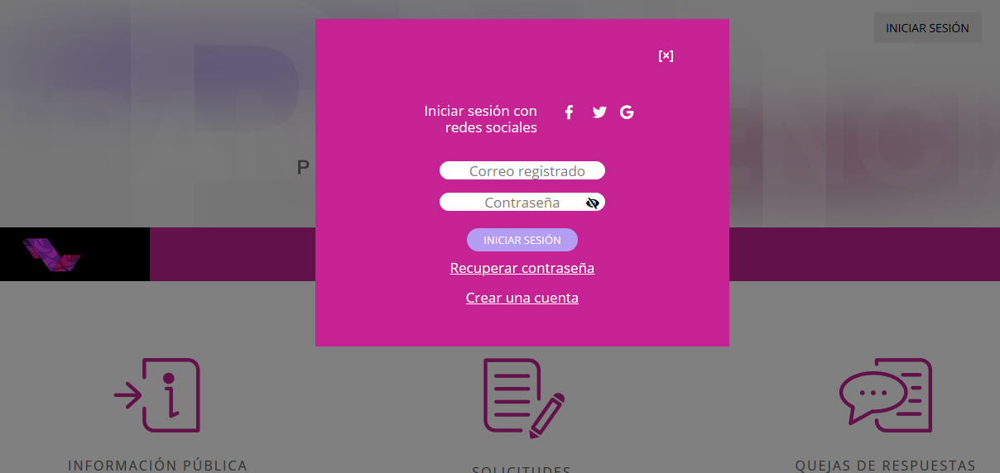 INICIAR SESIÓN
[×]
Iniciar sesión con
redes sociales
P
Correo registrado
Contraseña
INICIAR SESIÓN
Recuperar contraseña
Crear una cuenta
INFORMACIÓN PÚBLICA
SOLICITUDES
QUEJAS DE RESPUESTAS